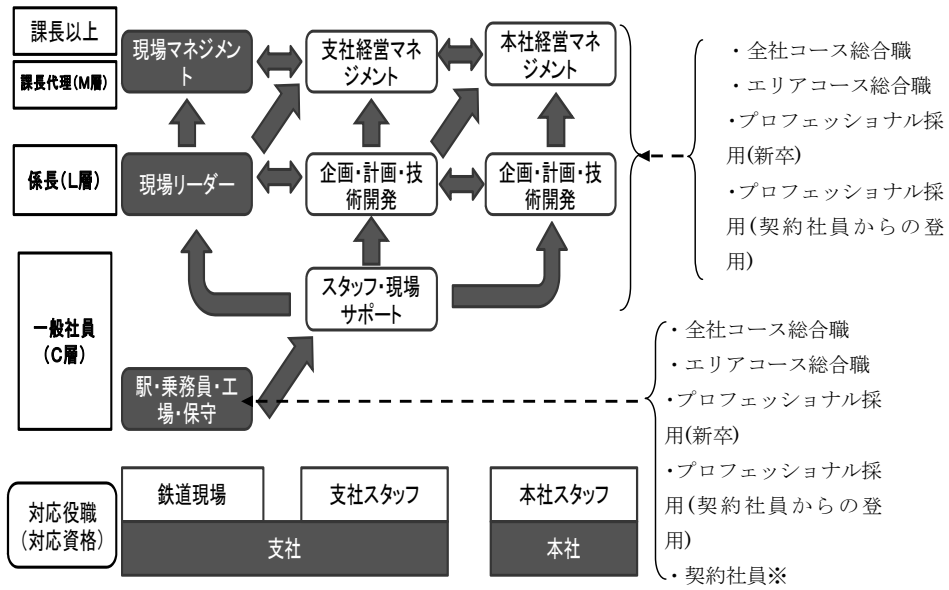 課長以上
課長代理(M層)
係長(L層)
一般社員
(C層)
対応役職
(対応資格)
現場マネジメン
ト
支社経営マネ
ジメント
本社経営マネ
ジメント
現場リーダー
企画・計画・技
術開発
企画・計画・技
術開発
スタッフ・現場
サポート
駅・乗務員・工
場・保守
鉄道現場
支社スタッフ
本社スタッフ
支社
本社
・全社コース総合職
・エリアコース総合職
・プロフェッショナル採
用(新卒)
・プロフェッショナル採
用(契約社員からの登
用)
・全社コース総合職
・エリアコース総合職
・プロフェッショナル採
用(新卒)
・プロフェッショナル採
用(契約社員からの登
用)
・契約社員※